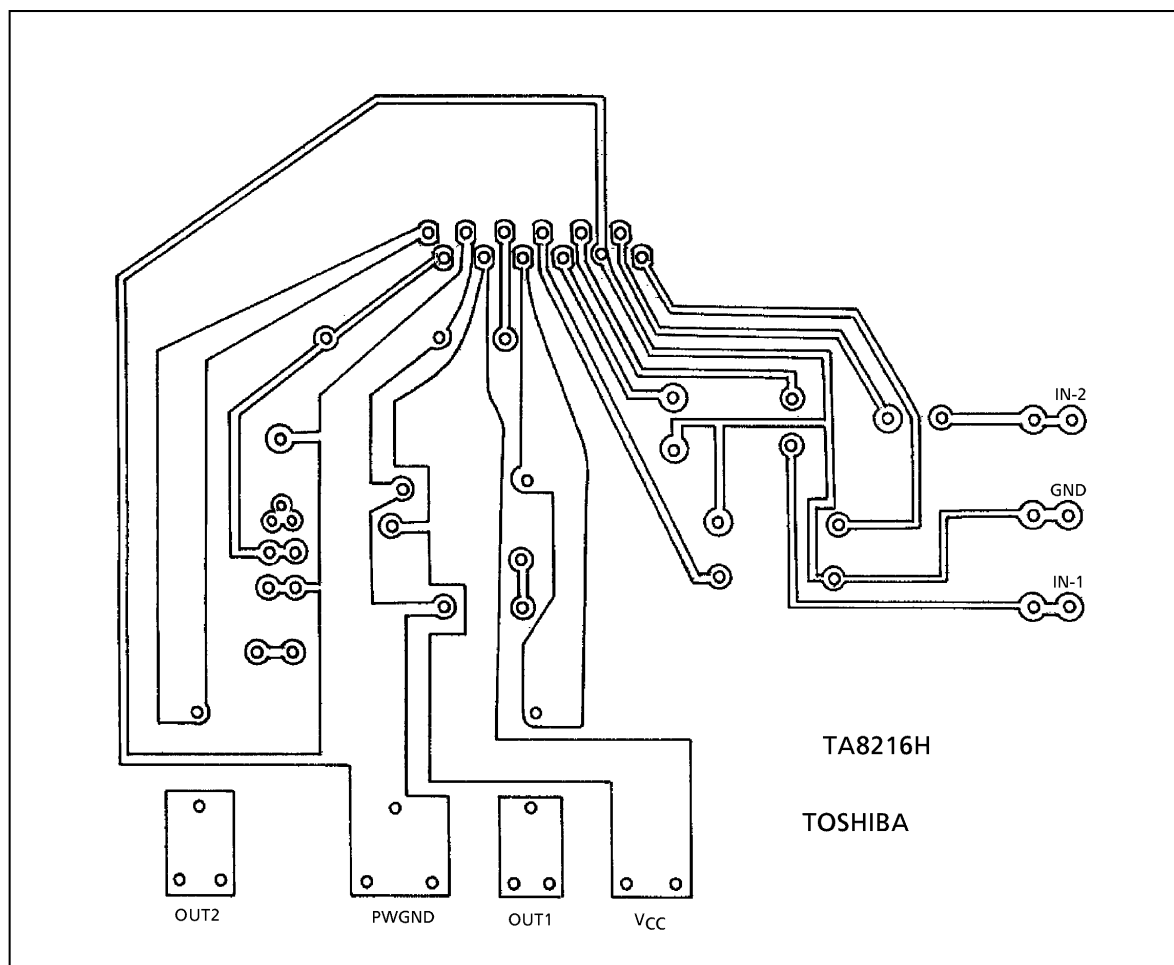 IN-2
GND
IN-1
TA8216H
TOSHIBA
OUT2
PWGND
OUT1
VCC